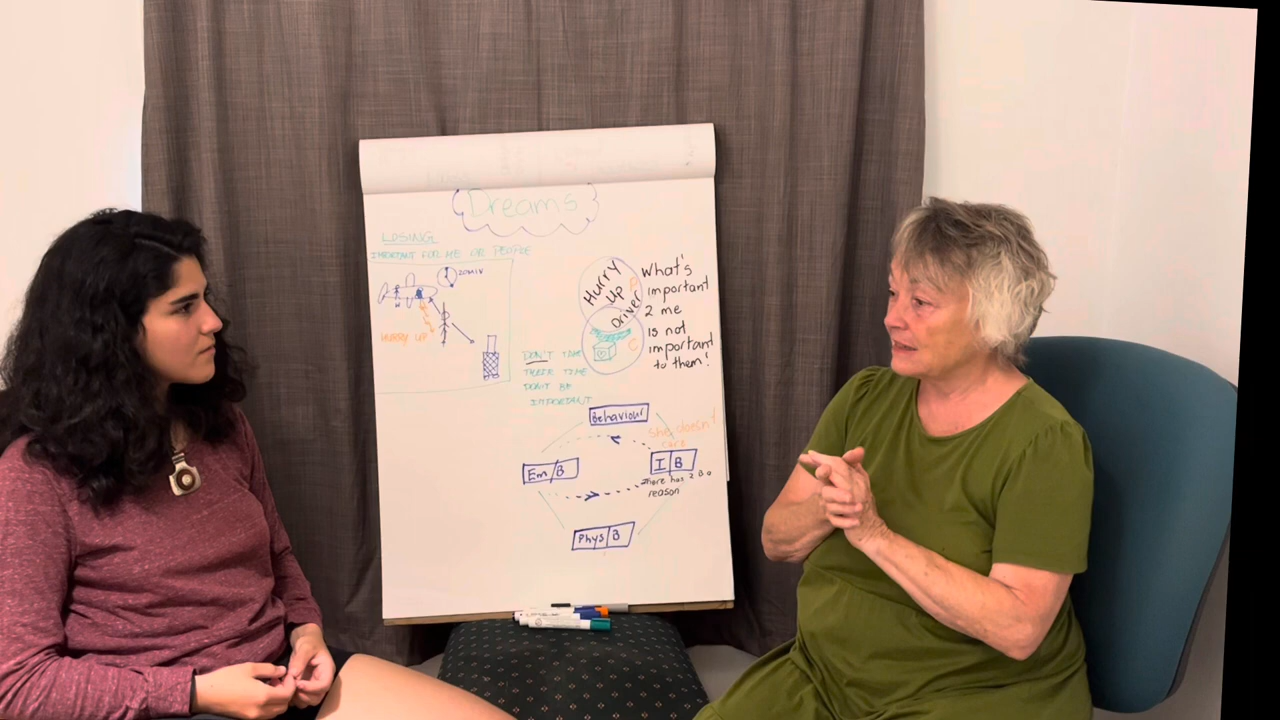 Dreams
LOSING
IMPORTANT FOR ME OR PEOPLE
20MIN
HURRY UP
Hurry
Up
Driver
P
C
What's
important
2 me
is not
important
to them!
DON'T TAKE
THEIR TIME
DON'T BE
IMPORTANT
Behaviour
she doesn't
care
Em B
I B
There has 2 B a
reason
Phys B